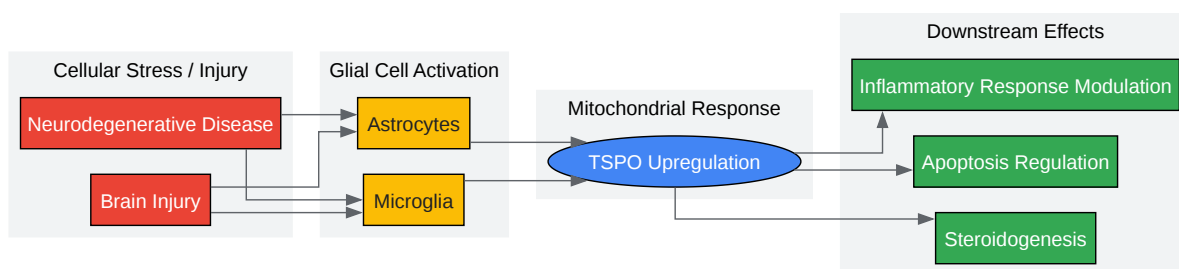 Cellular Stress / Injury
Neurodegenerative Disease
Brain Injury
Glial Cell Activation
Astrocytes
Microglia
Mitochondrial Response
TSPO Upregulation
Downstream Effects
Inflammatory Response Modulation
Apoptosis Regulation
Steroidogenesis